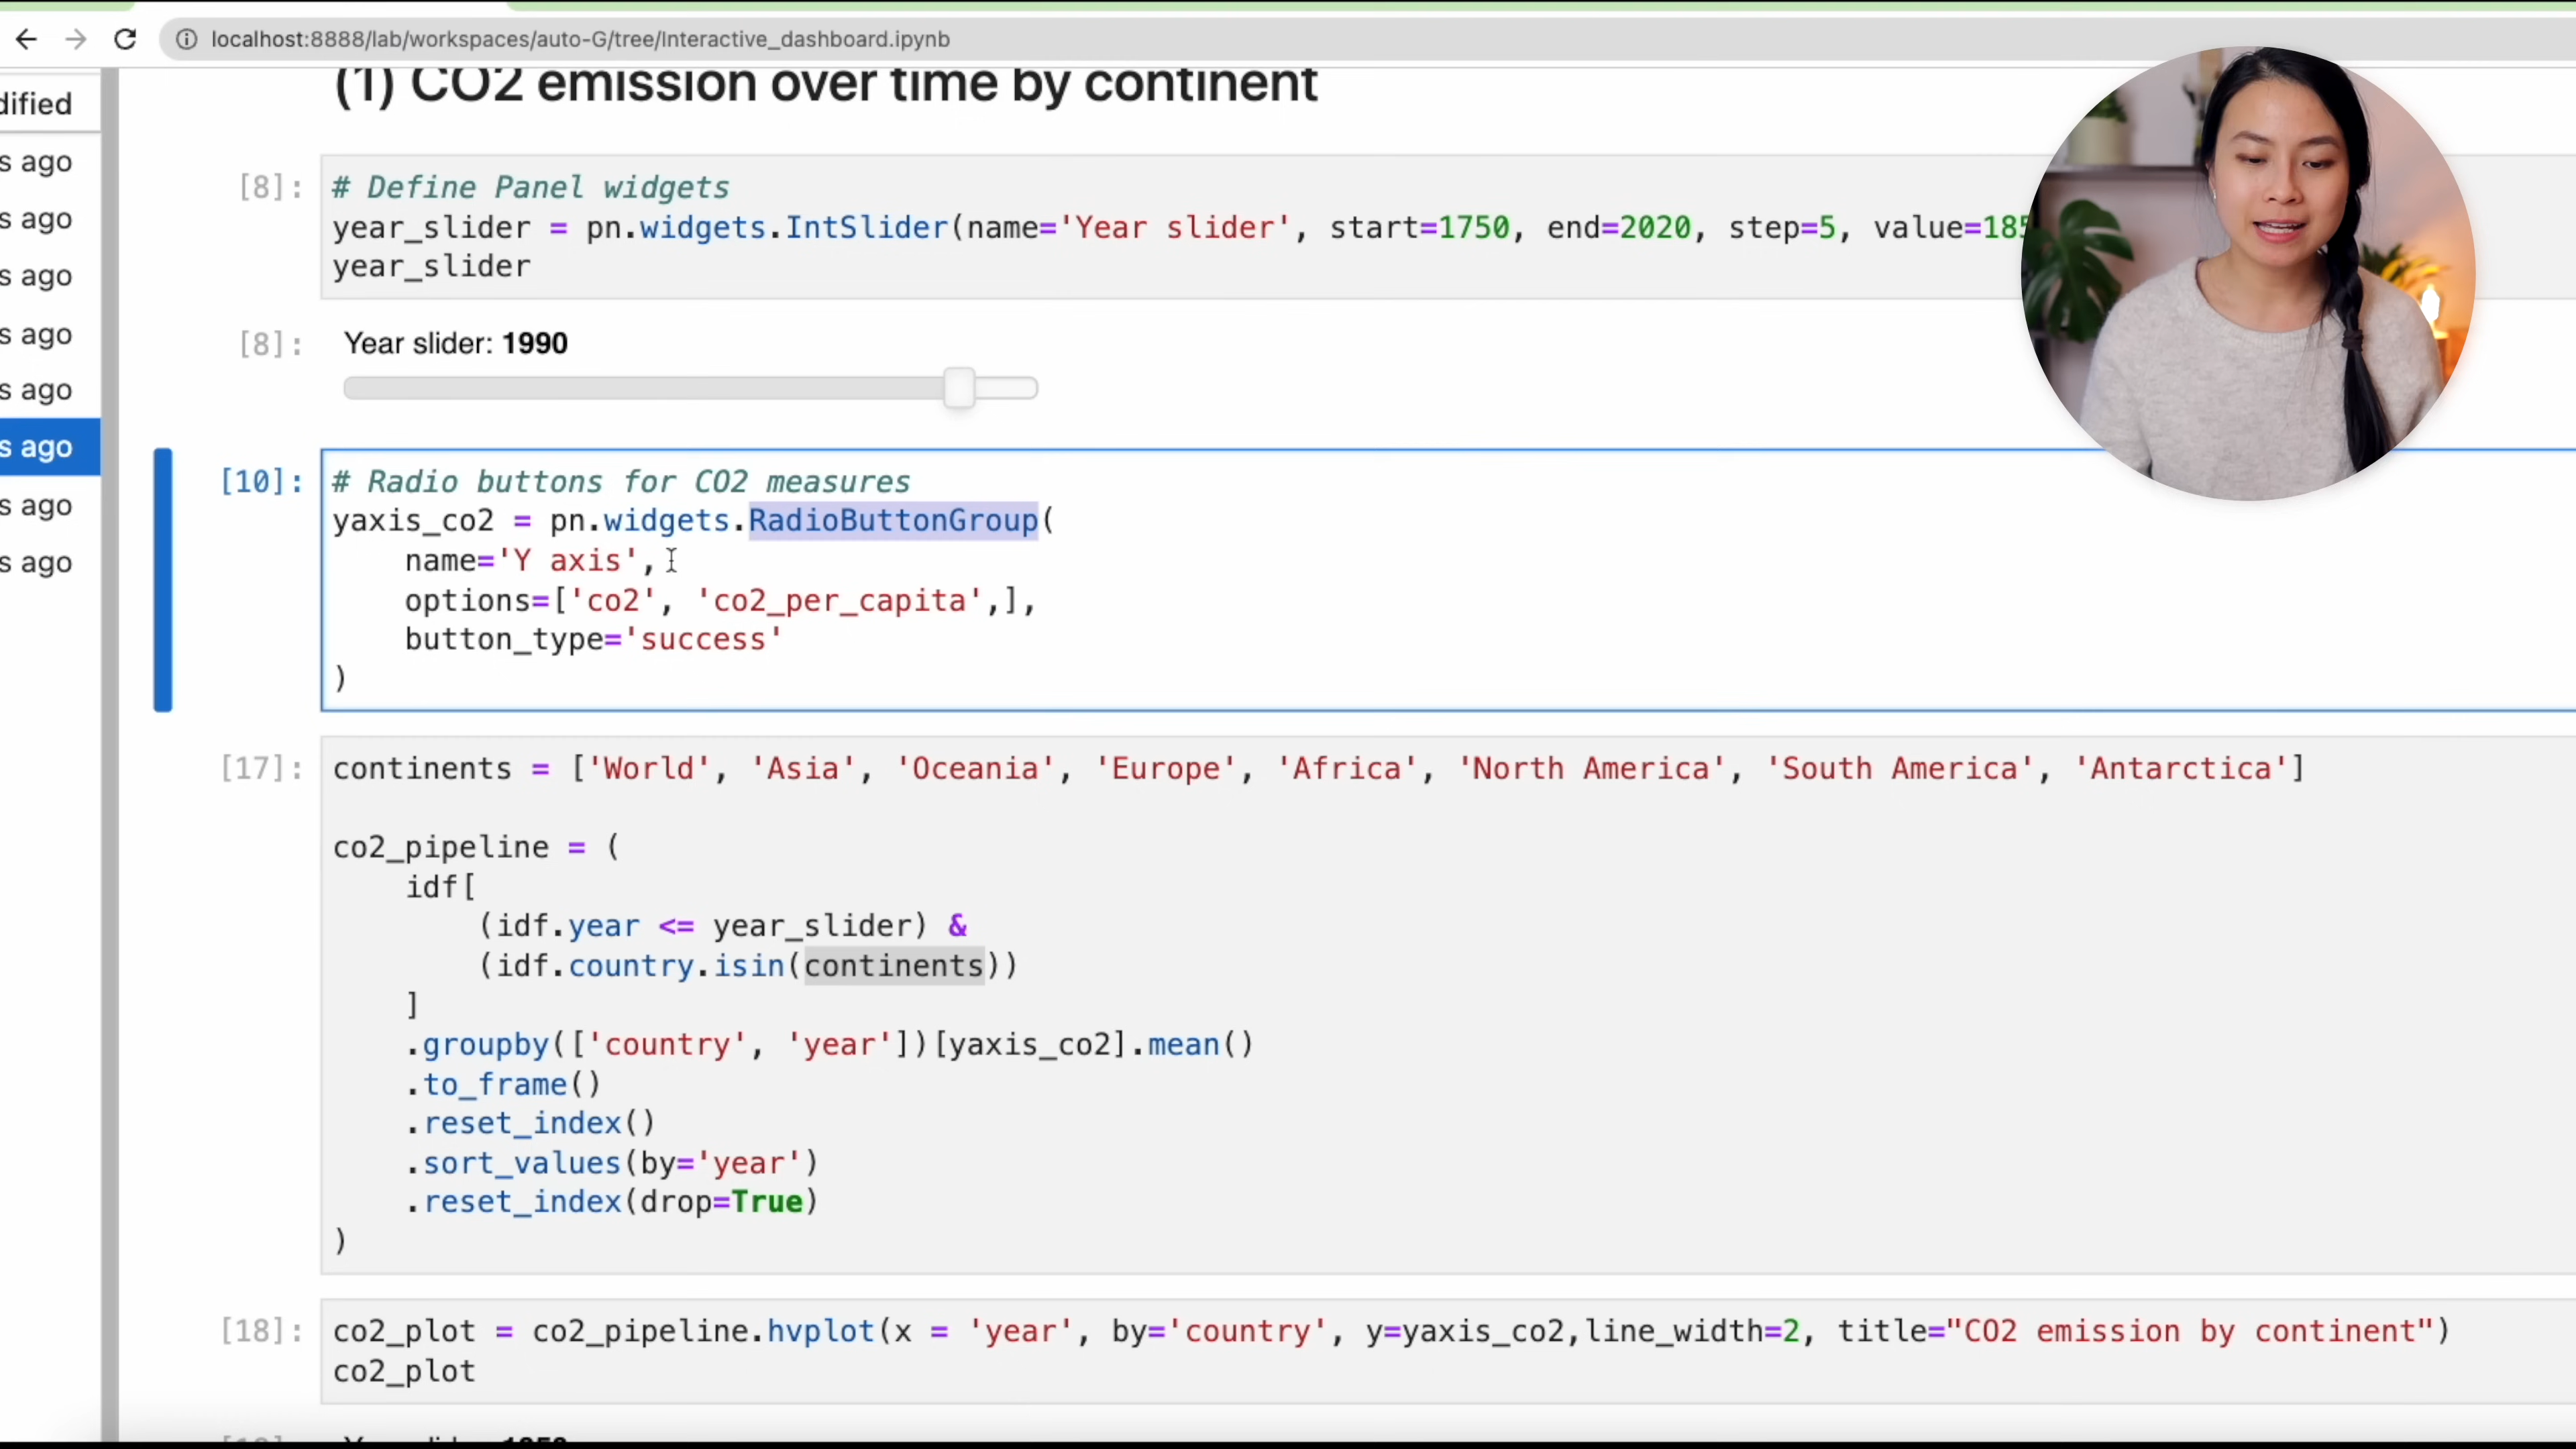 localhost:8888/lab/workspaces/auto-G/tree/Interactive_dashboard.ipynb
(1) CO2 emission over time by continent
dified
s ago
s ago
s ago
s ago
s ago
s ago
s ago
s ago
[8]: # Define Panel widgets
year_slider = pn.widgets.IntSlider(name='Year slider', start=1750, end=2020, step=5, value=185
year_slider
[8]: Year slider: 1990
[10]: # Radio buttons for CO2 measures
yaxis_co2 = pn.widgets.RadioButtonGroup(
    name='Y axis',
    options=['co2', 'co2_per_capita',],
    button_type='success'
)
[17]: continents = ['World', 'Asia', 'Oceania', 'Europe', 'Africa', 'North America', 'South America', 'Antarctica']
co2_pipeline = (
    idf[
        (idf.year <= year_slider) &
        (idf.country.isin(continents))
    ]
    .groupby(['country', 'year'])[yaxis_co2].mean()
    .to_frame()
    .reset_index()
    .sort_values(by='year')
    .reset_index(drop=True)
)
[18]: co2_plot = co2_pipeline.hvplot(x = 'year', by='country', y=yaxis_co2,line_width=2, title="CO2 emission by continent")
co2_plot